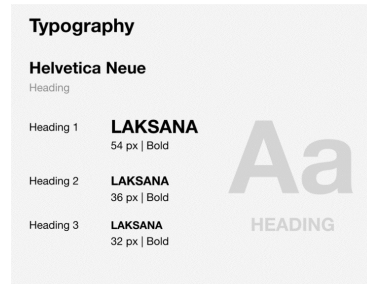 Typography
Helvetica Neue
Heading
Heading 1
LAKSANA
54 px | Bold
Heading 2
LAKSANA
36 px | Bold
Heading 3
LAKSANA
32 px | Bold
Aa
HEADING